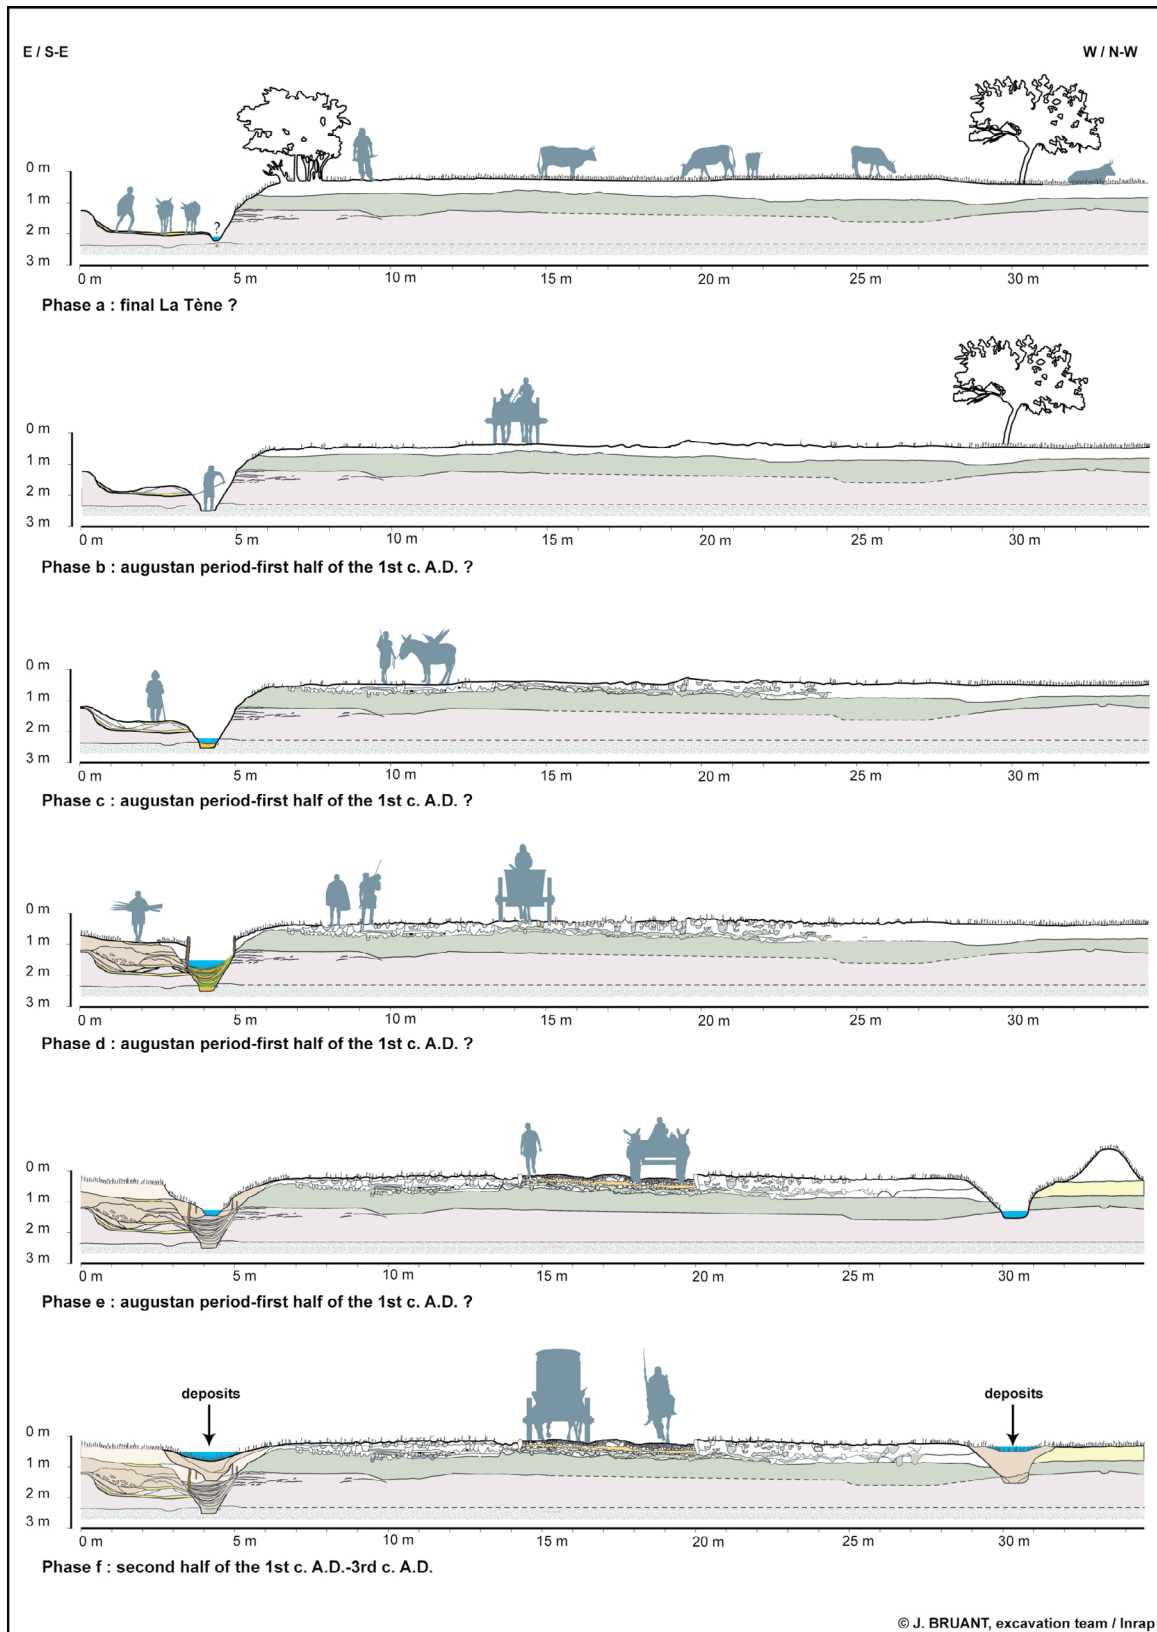 E / S-E W / N-W
0 m
1 m
?
2 m
3 m
0 m 5 m 10 m 15 m 20 m 25 m 30 m
Phase a : final La Tène ?
0 m
1 m
2 m
3 m
0 m 5 m 10 m 15 m 20 m 25 m 30 m
Phase b : augustan period-first half of the 1st c. A.D. ?
0 m
1 m
2 m
3 m
0 m 5 m 10 m 15 m 20 m 25 m 30 m
Phase c : augustan period-first half of the 1st c. A.D. ?
0 m
1 m
2 m
3 m
0 m 5 m 10 m 15 m 20 m 25 m 30 m
Phase d : augustan period-first half of the 1st c. A.D. ?
0 m
1 m
2 m
3 m
0 m 5 m 10 m 15 m 20 m 25 m 30 m
Phase e : augustan period-first half of the 1st c. A.D. ?
deposits deposits
0 m
1 m
2 m
3 m
0 m 5 m 10 m 15 m 20 m 25 m 30 m
Phase f : second half of the 1st c. A.D.-3rd c. A.D.
© J. BRUANT, excavation team / Inrap